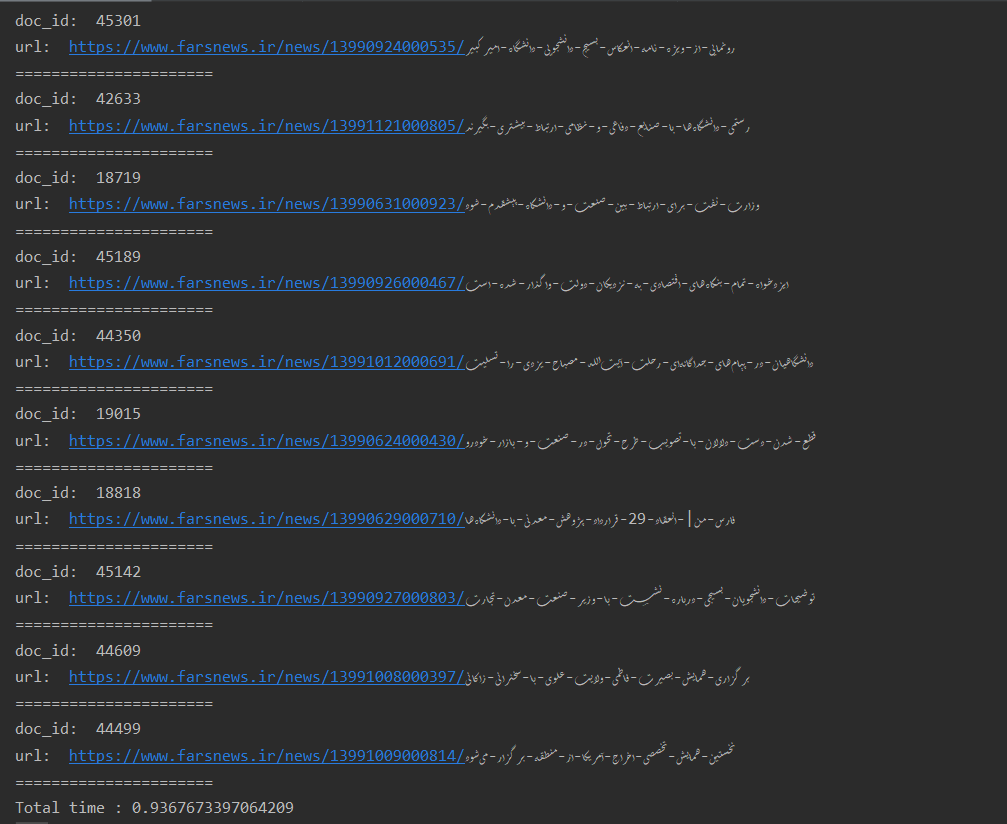 doc_id:  45301
url:  https://www.farsnews.ir/news/13990924000535/رونمایی-از-ویژه-نامه-انعکاس-بسیج-دانشجویی-دانشگاه-امیر کبیر
======================
doc_id:  42633
url:  https://www.farsnews.ir/news/13991121000805/رستمی-دانشگاه‌ها-با-صنایع-دفاعی-و-نظامی-ارتباط-بیشتری-بگیرند
======================
doc_id:  18719
url:  https://www.farsnews.ir/news/13990631000923/وزارت-نفت-برای-ارتباط-بین-صنعت-و-دانشگاه-پیشقدم-شود
======================
doc_id:  45189
url:  https://www.farsnews.ir/news/13990926000467/ایزدخواه-تمام-بنگاه‌های-اقتصادی-به-نزدیکان-دولت-واگذار-شده-است
======================
doc_id:  44350
url:  https://www.farsnews.ir/news/13991012000691/دانشگاهیان-در-پیام‌های-جداگانه‌ای-رحلت-آیت‌الله-مصباح-یزدی-را-تسلیت
======================
doc_id:  19015
url:  https://www.farsnews.ir/news/13990624000430/قطع-شدن-دست-دلالان-با-تصویب-طرح-تحول-در-صنعت-و-بازار-خودرو
======================
doc_id:  18818
url:  https://www.farsnews.ir/news/13990629000710/فارس-من|-انعقاد-29-قرارداد-پژوهش-معدنی-با-دانشگاه‌ها
======================
doc_id:  45142
url:  https://www.farsnews.ir/news/13990927000803/توضیحات-دانشجویان-بسیجی-درباره-نشست-با-وزیر-صنعت-معدن-تجارت
======================
doc_id:  44609
url:  https://www.farsnews.ir/news/13991008000397/برگزاری-همایش-بصیرت-فاطمی-ولایت-علوی-با-سخنرانی-زاکانی
======================
doc_id:  44499
url:  https://www.farsnews.ir/news/13991009000814/نخستین-همایش-تخصصی-اخراج-آمریکا-از-منطقه-برگزار-می‌شود
======================
Total time : 0.9367673397064209